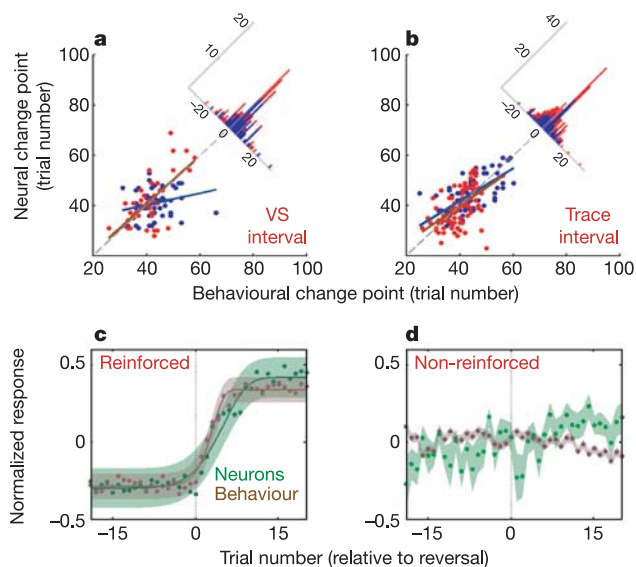 a
20
10
−20
0
20
100
80
60
40
20 40 60 80 100
Neural change point
(trial number)
VS
interval
b
40
20
−20
0
20
100
80
60
40
20 40 60 80 100
Trace
interval
Behavioural change point (trial number)
c
Reinforced
0.5
0
−0.5
Neurons
Behaviour
−15 0 15
Normalized response
d
Non-reinforced
0.5
0
−0.5
−15 0 15
Trial number (relative to reversal)